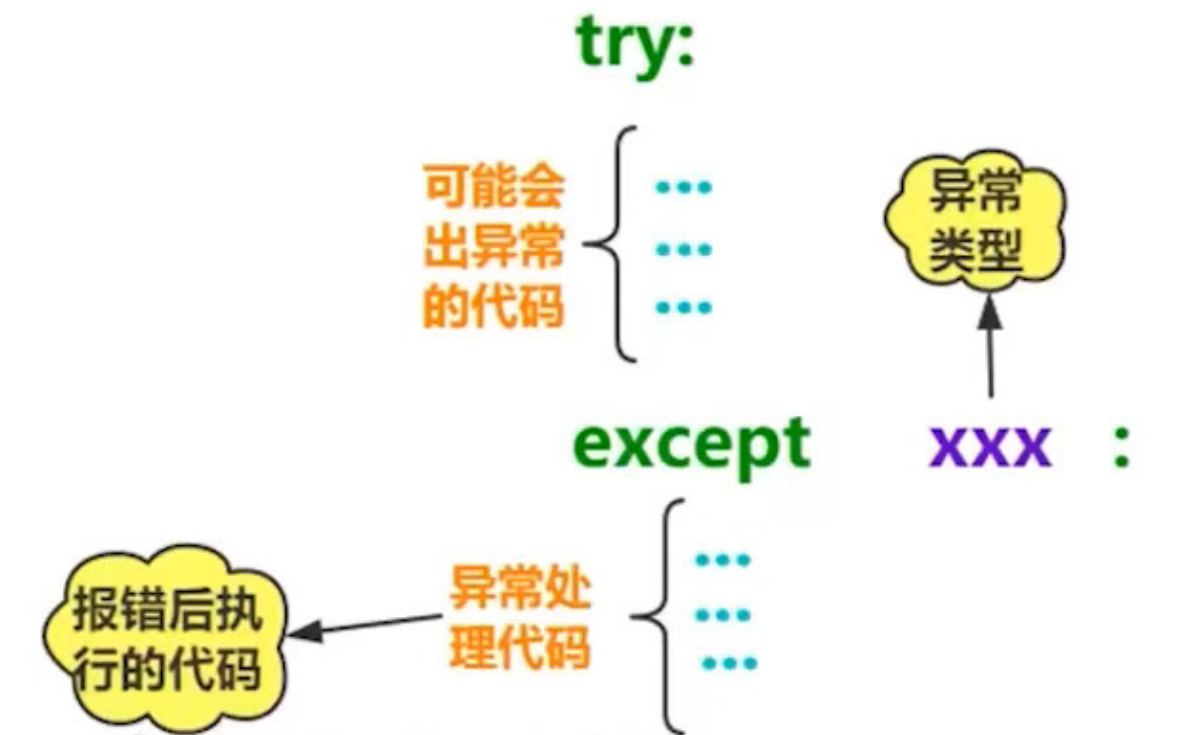 try:
可能会
出异常
的代码
...
...
...
异常
类型
except xxx :
异常处
理代码
...
...
...
报错后执
行的代码